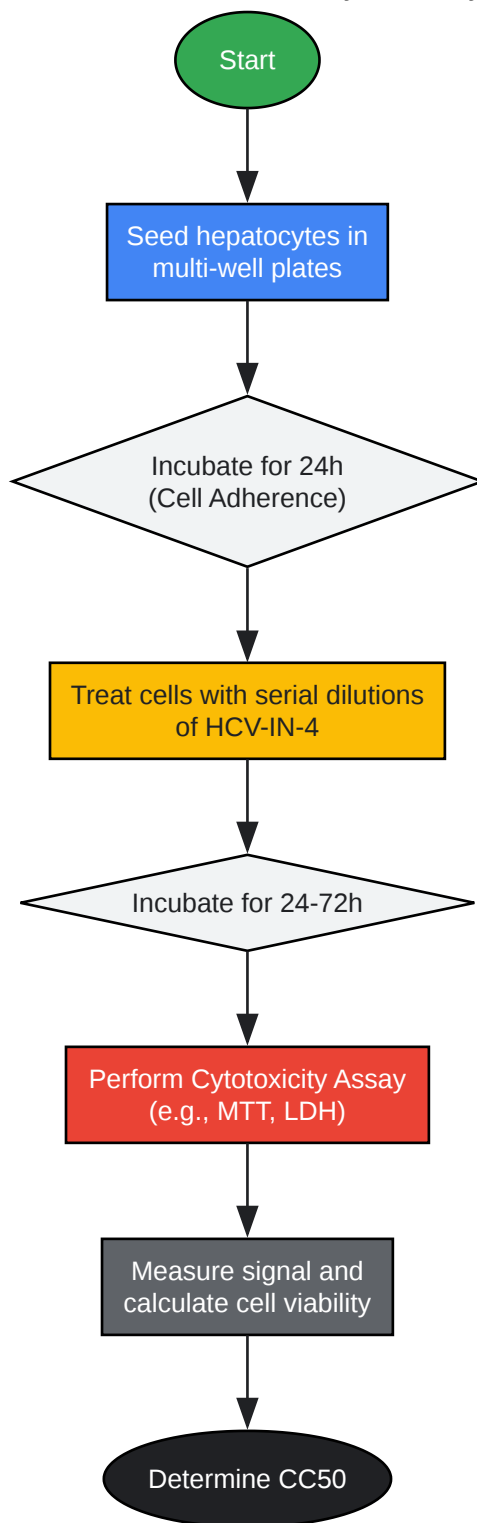 Start
Seed hepatocytes in
multi-well plates
Incubate for 24h
(Cell Adherence)
Treat cells with serial dilutions
of HCV-IN-4
Incubate for 24-72h
Perform Cytotoxicity Assay
(e.g., MTT, LDH)
Measure signal and
calculate cell viability
Determine CC50